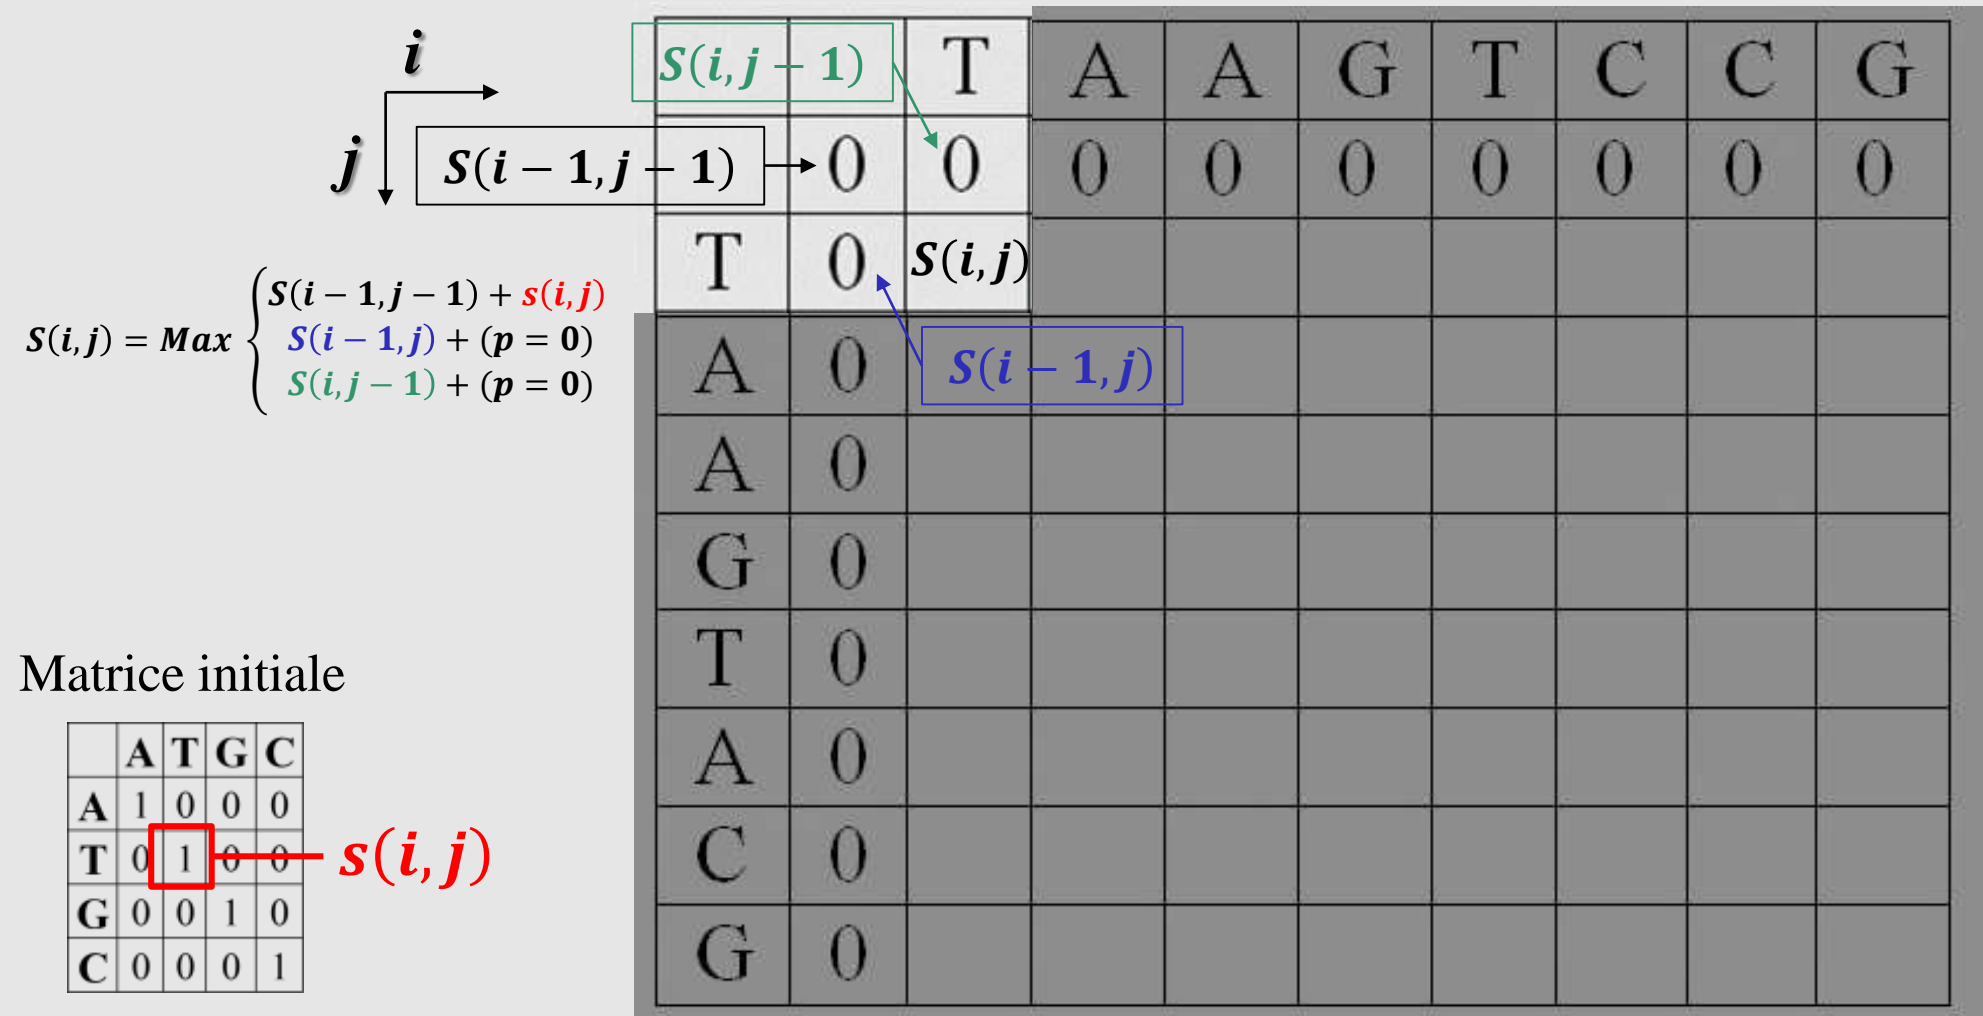 i
j
S(i, j − 1)
S(i − 1, j − 1)
S(i, j) = Max { S(i − 1, j − 1) + s(i, j)
S(i − 1, j) + (p = 0)
S(i, j − 1) + (p = 0)
T A A G T C C G
0 0 0 0 0 0 0 0 0
T 0 S(i, j)
A 0 S(i − 1, j)
A 0
G 0
T 0
A 0
C 0
G 0
Matrice initiale
A T G C
A 1 0 0 0
T 0 1 0 0
G 0 0 1 0
C 0 0 0 1
s(i, j)